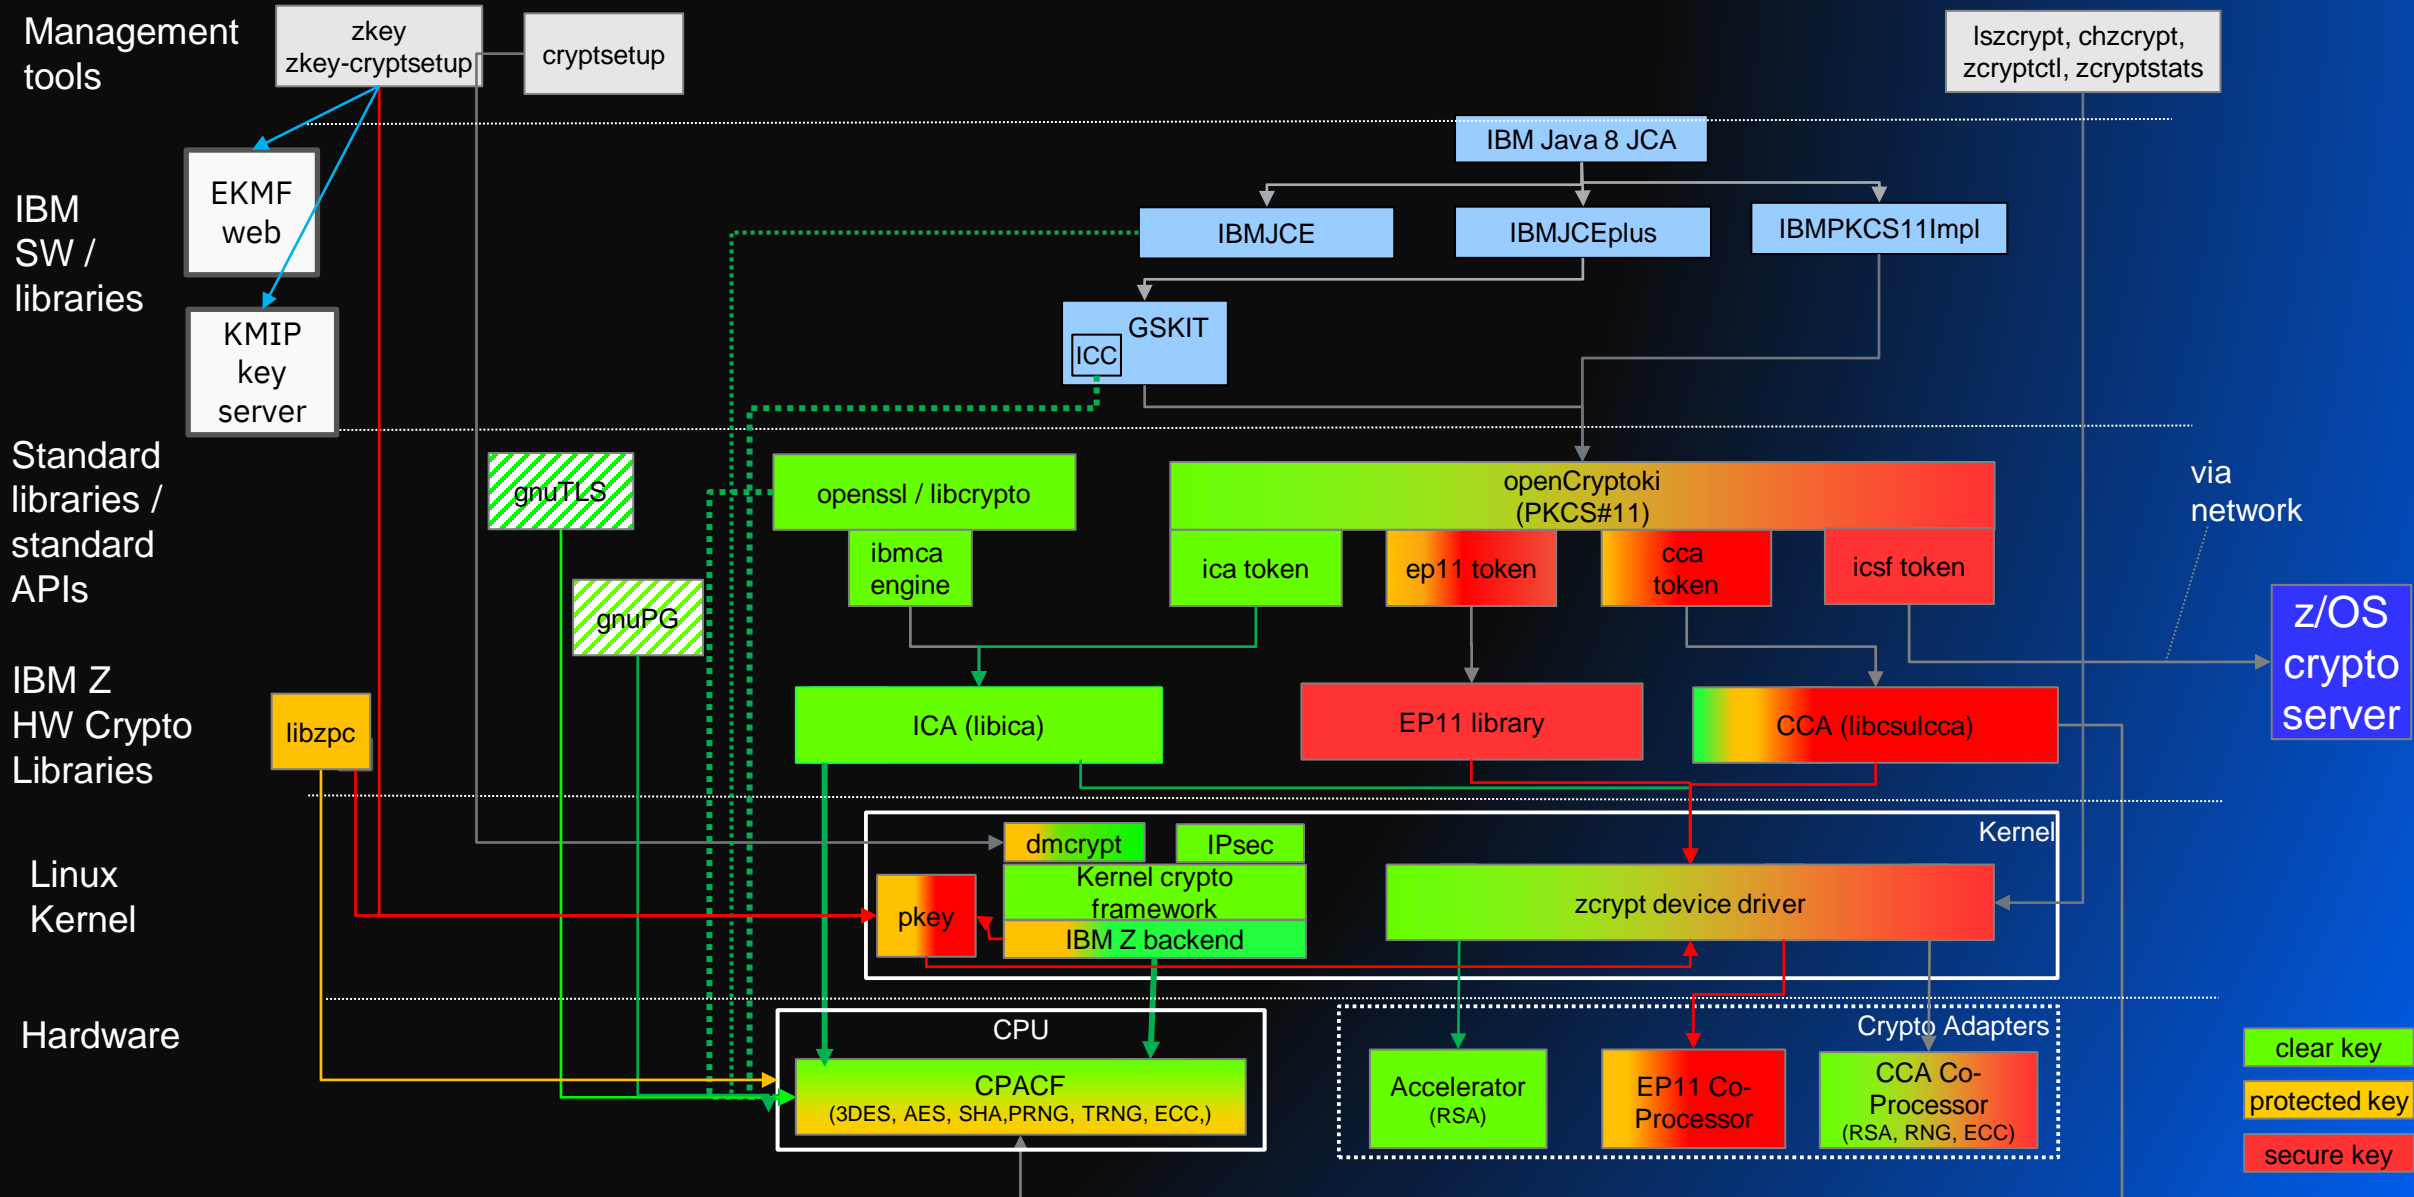 Management
tools
zkey
zkey-cryptsetup
cryptsetup
lszcrypt, chzcrypt,
zcryptctl, zcryptstats
IBM Java 8 JCA
IBM
SW /
libraries
EKMF
web
IBMJCE
IBMJCEplus
IBMPKCS11Impl
KMIP
key
server
GSKIT
ICC
Standard
libraries /
standard
APIs
gnuTLS
openssl / libcrypto
openCryptoki
(PKCS#11)
via
network
ibmca
engine
ica token
ep11 token
cca
token
icsf token
gnuPG
z/OS
crypto
server
IBM Z
HW Crypto
Libraries
libzpc
ICA (libica)
EP11 library
CCA (libcsulcca)
Linux
Kernel
Kernel
dmcrypt
IPsec
Kernel crypto
framework
pkey
IBM Z backend
zcrypt device driver
Hardware
CPU
CPACF
(3DES, AES, SHA,PRNG, TRNG, ECC,)
Crypto Adapters
Accelerator
(RSA)
EP11 Co-
Processor
CCA Co-
Processor
(RSA, RNG, ECC)
clear key
protected key
secure key